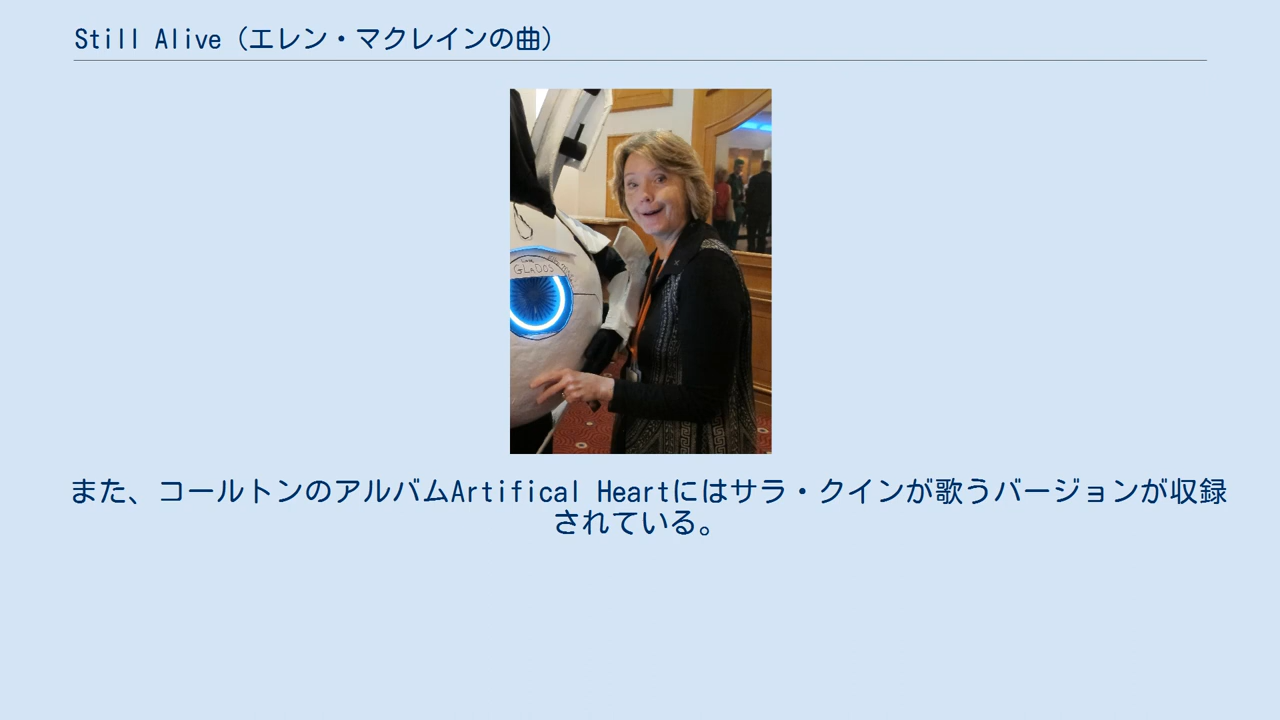 Still Alive（エレン・マクレインの曲）
GLaDOS
また、コールトンのアルバムArtifical Heartにはサラ・クインが歌うバージョンが収録
されている。